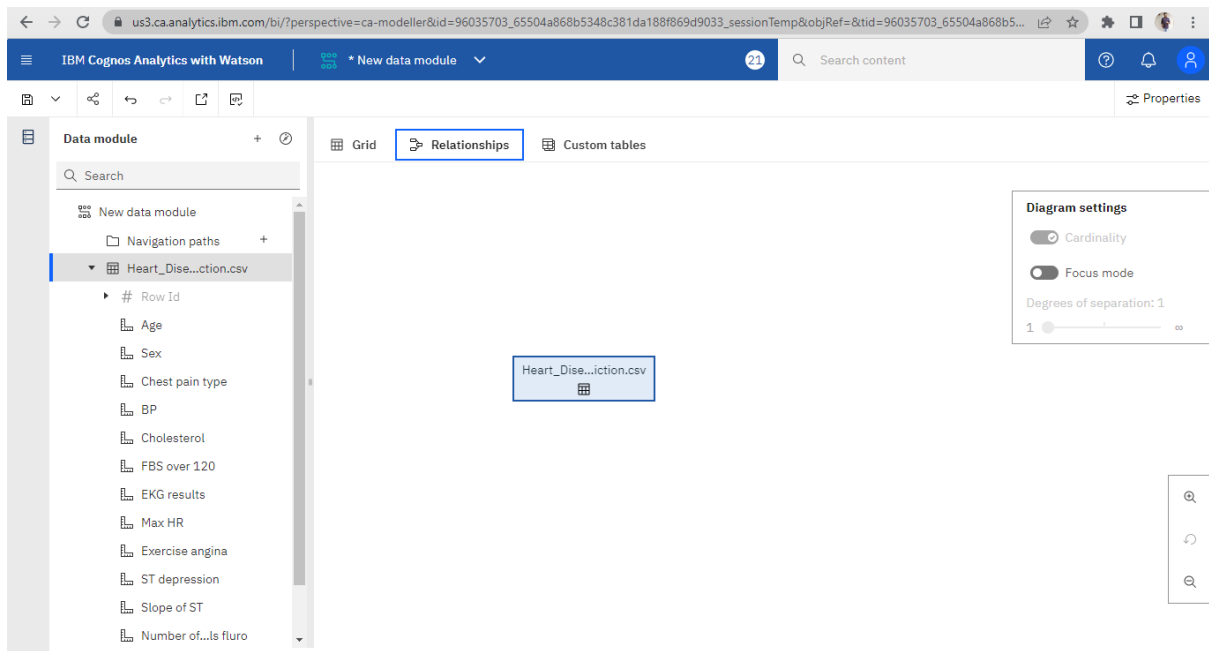 us3.ca.analytics.ibm.com/bi/?perspective=ca-modeller&id=96035703_65504a868b5348c381da188f869d9033_sessionTemp&objRef=&tid=96035703_65504a868b5...
IBM Cognos Analytics with Watson
* New data module
21
Search content
Properties
Data module
+
Search
New data module
Navigation paths +
Heart_Dise...ction.csv
# Row Id
Age
Sex
Chest pain type
BP
Cholesterol
FBS over 120
EKG results
Max HR
Exercise angina
ST depression
Slope of ST
Number of...ls fluro
Grid
Relationships
Custom tables
Heart_Dise...iction.csv
Diagram settings
Cardinality
Focus mode
Degrees of separation: 1
1 ∞